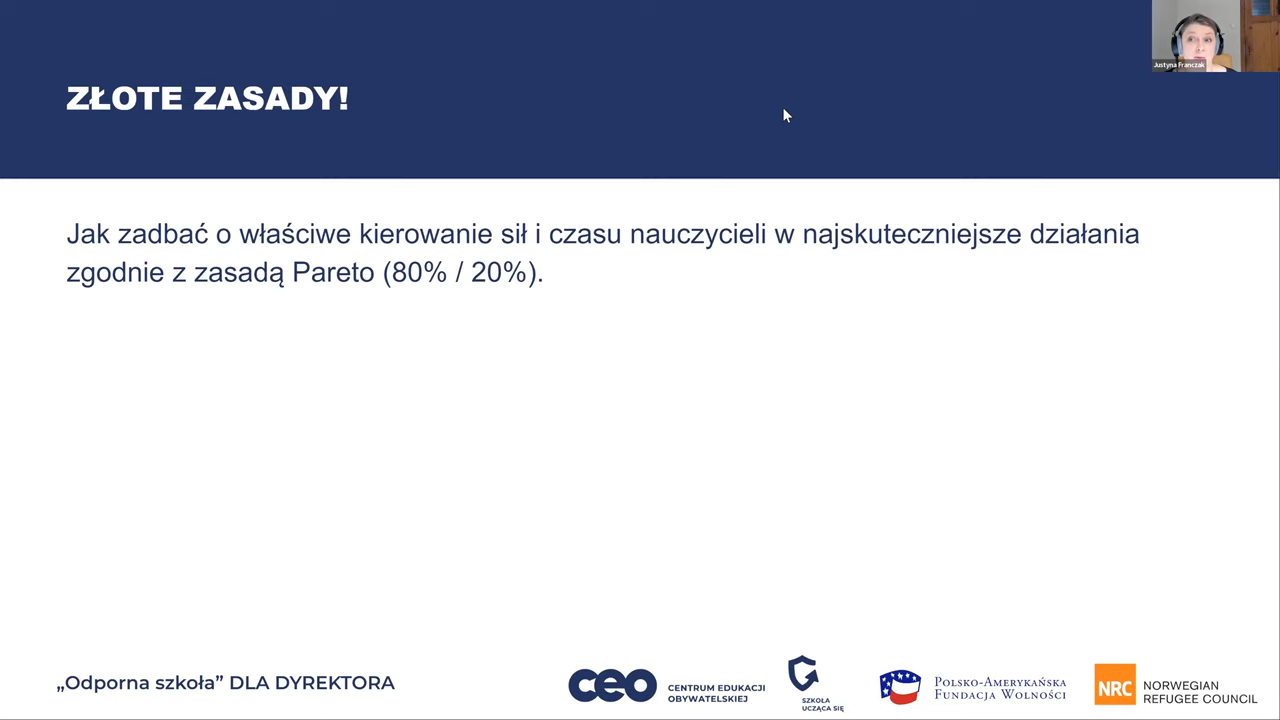 Justyna Franczak
ZŁOTE ZASADY!
Jak zadbać o właściwe kierowanie sił i czasu nauczycieli w najskuteczniejsze działania
zgodnie z zasadą Pareto (80% / 20%).
„Odporna szkoła” DLA DYREKTORA
ceo
CENTRUM EDUKACJI
OBYWATELSKIEJ
SZKOŁA
UCZĄCA SIĘ
POLSKO-AMERYKAŃSKA
FUNDACJA WOLNOŚCI
NRC
NORWEGIAN
REFUGEE COUNCIL